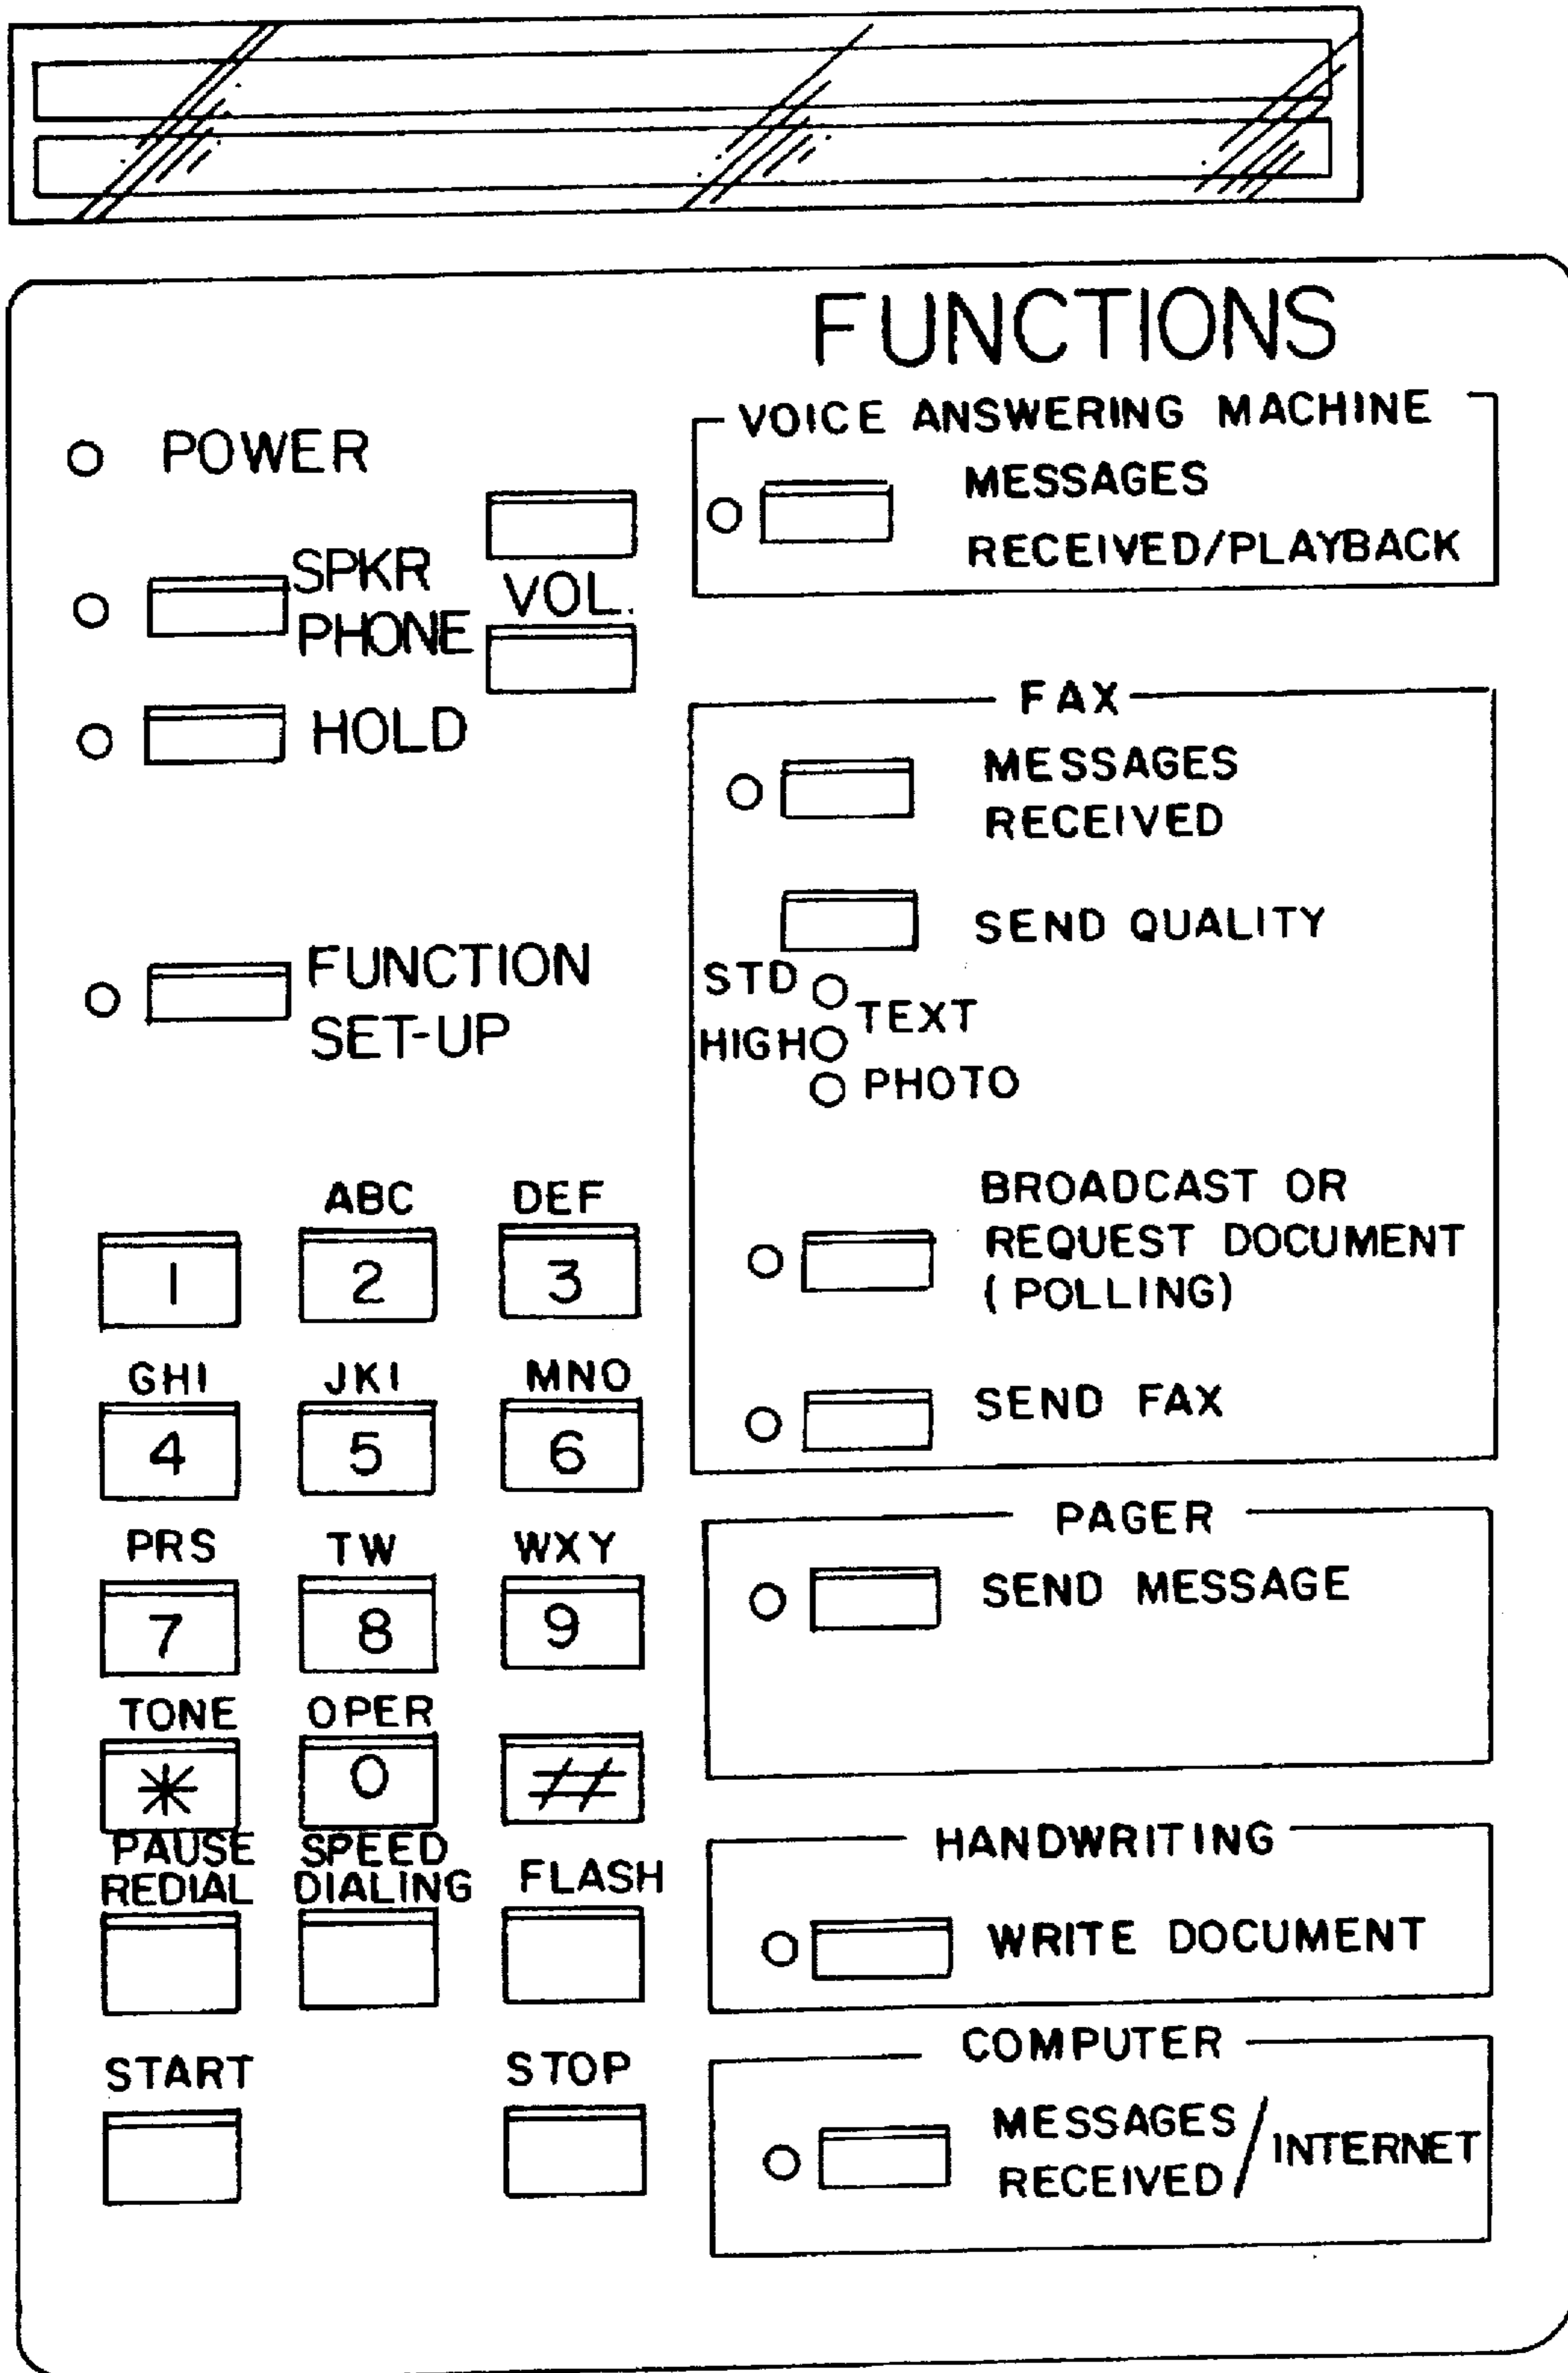 FUNCTIONS
POWER
SPKR
PHONE
VOL.
HOLD
FUNCTION
SET-UP
ABC DEF
1 2 3
GHI JKI MNO
4 5 6
PRS TW WXY
7 8 9
TONE OPER
* 0 #
PAUSE SPEED
REDIAL DIALING FLASH
START STOP
VOICE ANSWERING MACHINE
MESSAGES
RECEIVED/PLAYBACK
FAX
MESSAGES
RECEIVED
SEND QUALITY
STD
TEXT
HIGH
PHOTO
BROADCAST OR
REQUEST DOCUMENT
(POLLING)
SEND FAX
PAGER
SEND MESSAGE
HANDWRITING
WRITE DOCUMENT
COMPUTER
MESSAGES
RECEIVED / INTERNET